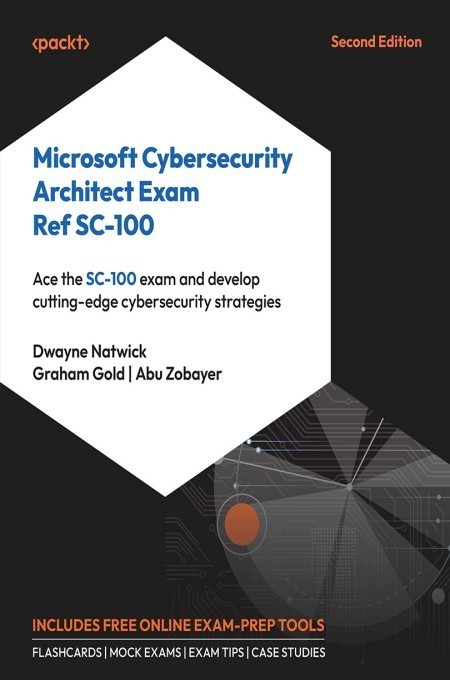 <packt>
Second Edition
Microsoft Cybersecurity
Architect Exam
Ref SC-100
Ace the SC-100 exam and develop
cutting-edge cybersecurity strategies
Dwayne Natwick
Graham Gold | Abu Zobayer
INCLUDES FREE ONLINE EXAM-PREP TOOLS
FLASHCARDS | MOCK EXAMS | EXAM TIPS | CASE STUDIES